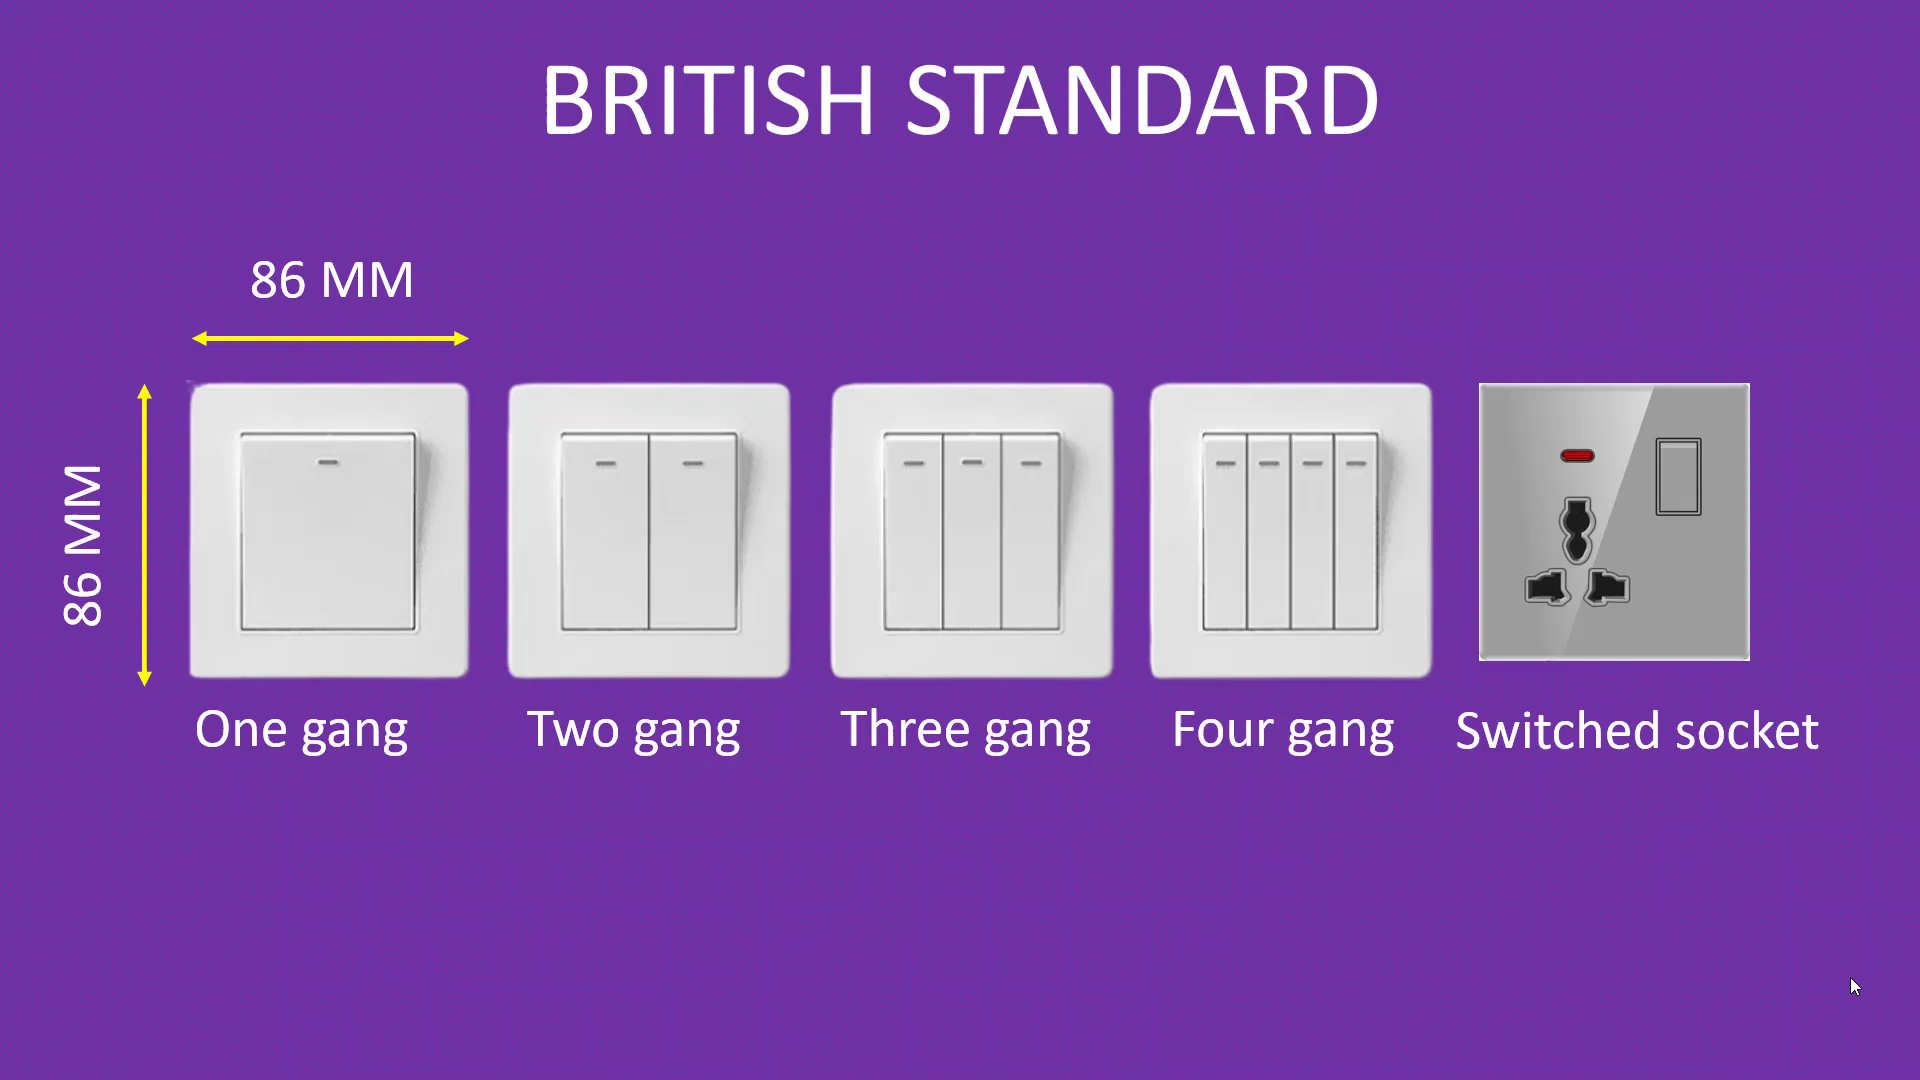 BRITISH STANDARD
86 MM
86 MM
One gang
Two gang
Three gang
Four gang
Switched socket